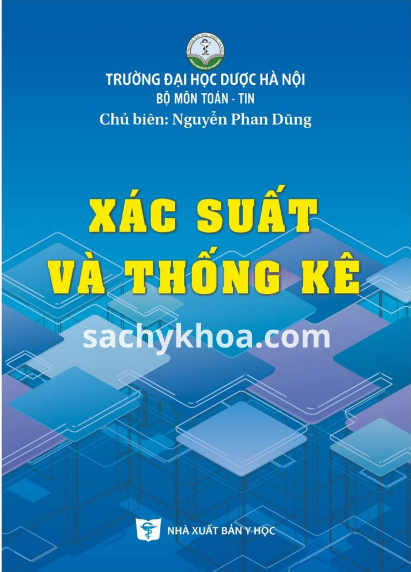 TRƯỜNG ĐẠI HỌC DƯỢC HÀ NỘI
BỘ MÔN TOÁN - TIN
Chủ biên: Nguyễn Phan Dũng
XÁC SUẤT
VÀ THỐNG KÊ
sachykhoa.com
NHÀ XUẤT BẢN Y HỌC